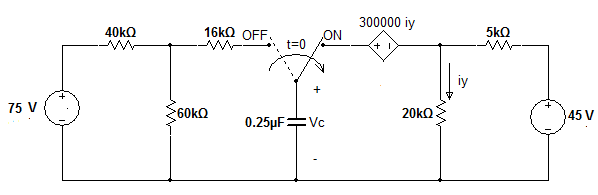 300000 iy
40kΩ
16kΩ
OFF
t=0
ON
5kΩ
+ -
iy
75 V
+
-
60kΩ
+
0.25µF
Vc
-
20kΩ
+
-
45 V